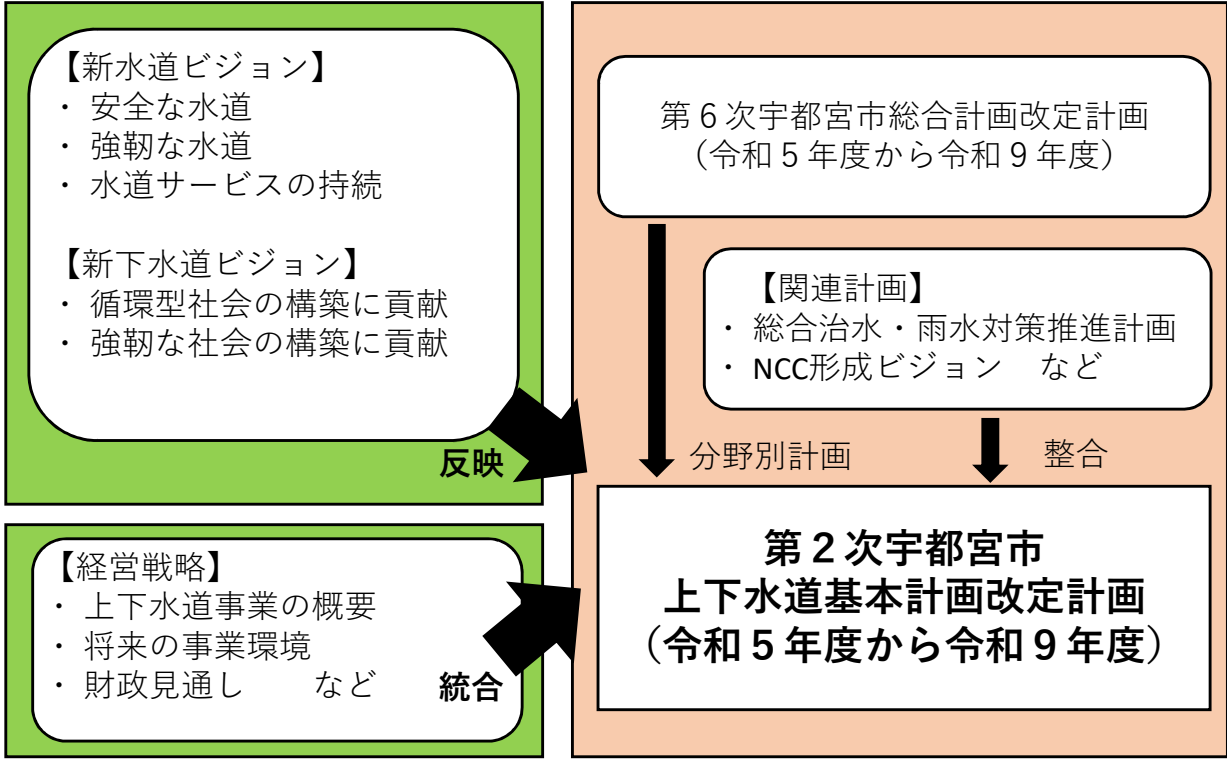 【新水道ビジョン】
・ 安全な水道
・ 強靭な水道
・ 水道サービスの持続
【新下水道ビジョン】
・ 循環型社会の構築に貢献
・ 強靭な社会の構築に貢献
反映
【経営戦略】
・ 上下水道事業の概要
・ 将来の事業環境
・ 財政見通し　　など
統合
第６次宇都宮市総合計画改定計画
（令和５年度から令和９年度）
【関連計画】
・ 総合治水・雨水対策推進計画
・ NCC形成ビジョン　など
分野別計画
整合
第２次宇都宮市
上下水道基本計画改定計画
（令和５年度から令和９年度）